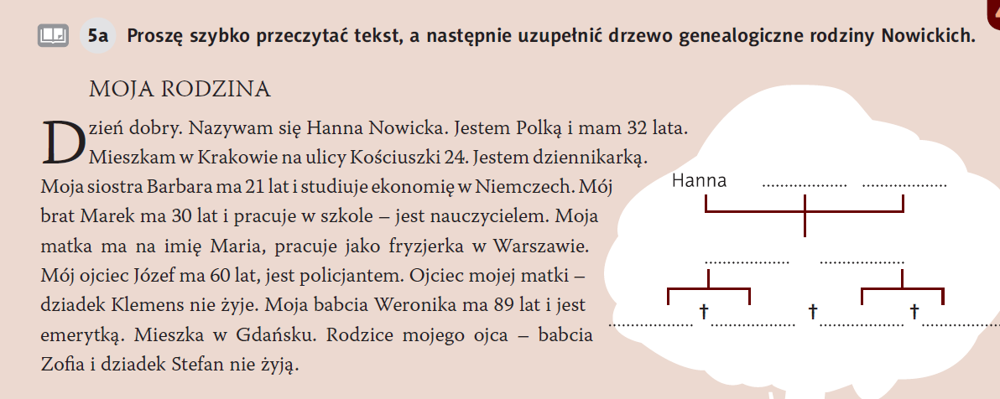 5a Proszę szybko przeczytać tekst, a następnie uzupełnić drzewo genealogiczne rodziny Nowickich.
MOJA RODZINA
Dzień dobry. Nazywam się Hanna Nowicka. Jestem Polką i mam 32 lata.
Mieszkam w Krakowie na ulicy Kościuszki 24. Jestem dziennikarką.
Moja siostra Barbara ma 21 lat i studiuje ekonomię w Niemczech. Mój
brat Marek ma 30 lat i pracuje w szkole – jest nauczycielem. Moja
matka ma na imię Maria, pracuje jako fryzjerka w Warszawie.
Mój ojciec Józef ma 60 lat, jest policjantem. Ojciec mojej matki –
dziadek Klemens nie żyje. Moja babcia Weronika ma 89 lat i jest
emerytką. Mieszka w Gdańsku. Rodzice mojego ojca – babcia
Zofia i dziadek Stefan nie żyją.
Hanna .................... ....................
.................... ....................
.................... † .................... † .................... † ....................